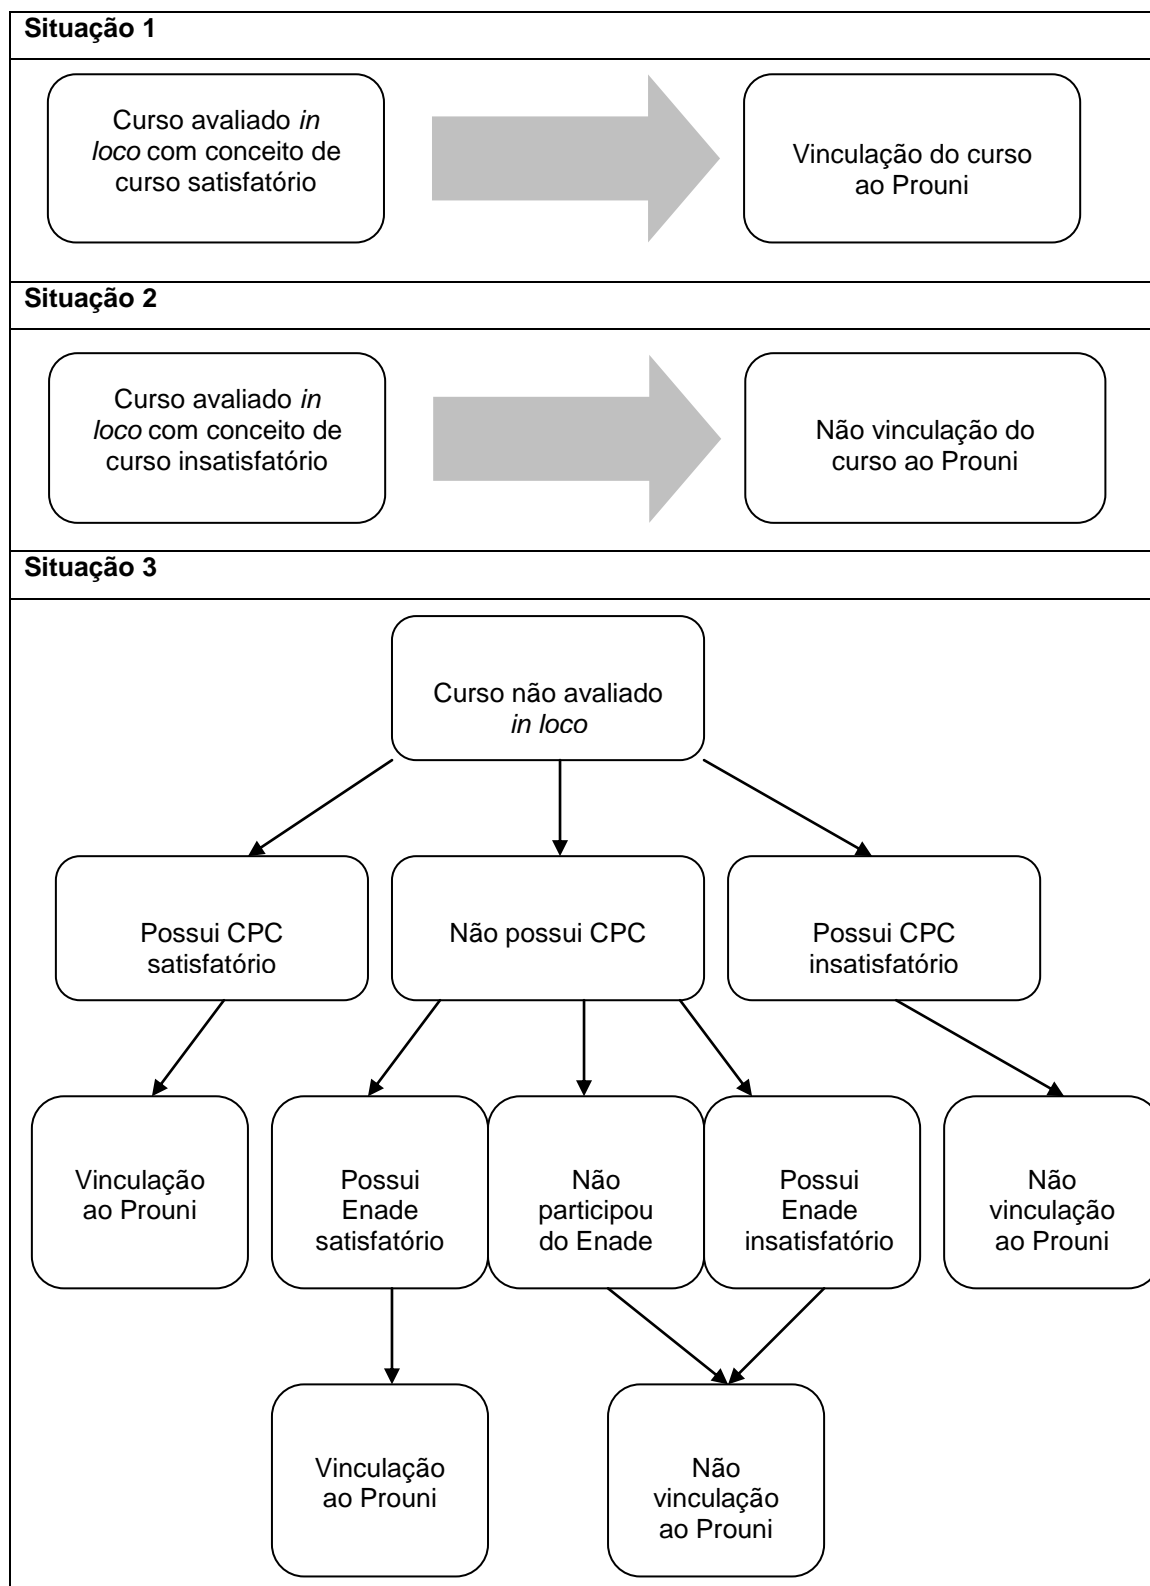 Situação 1
Curso avaliado in
loco com conceito de
curso satisfatório
Vinculação do curso
ao Prouni
Situação 2
Curso avaliado in
loco com conceito de
curso insatisfatório
Não vinculação do
curso ao Prouni
Situação 3
Curso não avaliado
in loco
Possui CPC
satisfatório
Não possui CPC
Possui CPC
insatisfatório
Vinculação
ao Prouni
Possui
Enade
satisfatório
Não
participou
do Enade
Possui
Enade
insatisfatório
Não
vinculação
ao Prouni
Vinculação
ao Prouni
Não
vinculação
ao Prouni